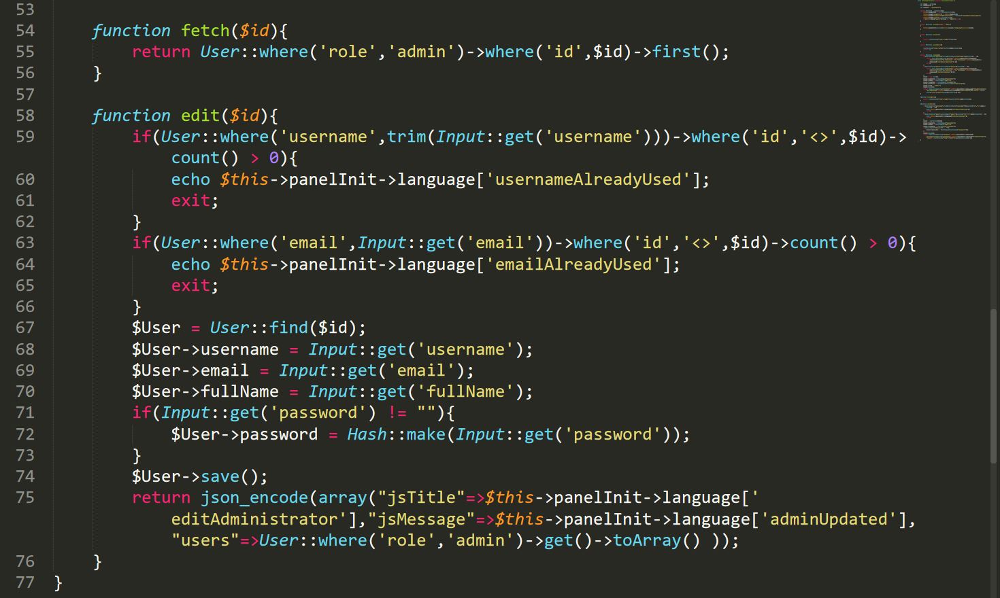 53
54 function fetch($id){
55 return User::where('role','admin')->where('id',$id)->first();
56 }
57
58 function edit($id){
59 if(User::where('username',trim(Input::get('username')))->where('id','<>',$id)->
count() > 0){
60 echo $this->panelInit->language['usernameAlreadyUsed'];
61 exit;
62 }
63 if(User::where('email',Input::get('email'))->where('id','<>',$id)->count() > 0){
64 echo $this->panelInit->language['emailAlreadyUsed'];
65 exit;
66 }
67 $User = User::find($id);
68 $User->username = Input::get('username');
69 $User->email = Input::get('email');
70 $User->fullName = Input::get('fullName');
71 if(Input::get('password') != ""){
72 $User->password = Hash::make(Input::get('password'));
73 }
74 $User->save();
75 return json_encode(array("jsTitle"=>$this->panelInit->language['
editAdministrator'],"jsMessage"=>$this->panelInit->language['adminUpdated'],
"users"=>User::where('role','admin')->get()->toArray() ));
76 }
77 }